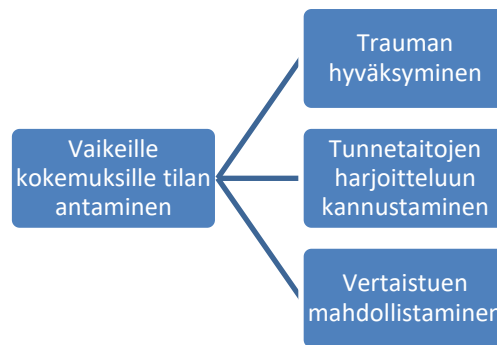 Vaikeille
kokemuksille tilan
antaminen
Trauman
hyväksyminen
Tunnetaitojen
harjoitteluun
kannustaminen
Vertaistuen
mahdollistaminen